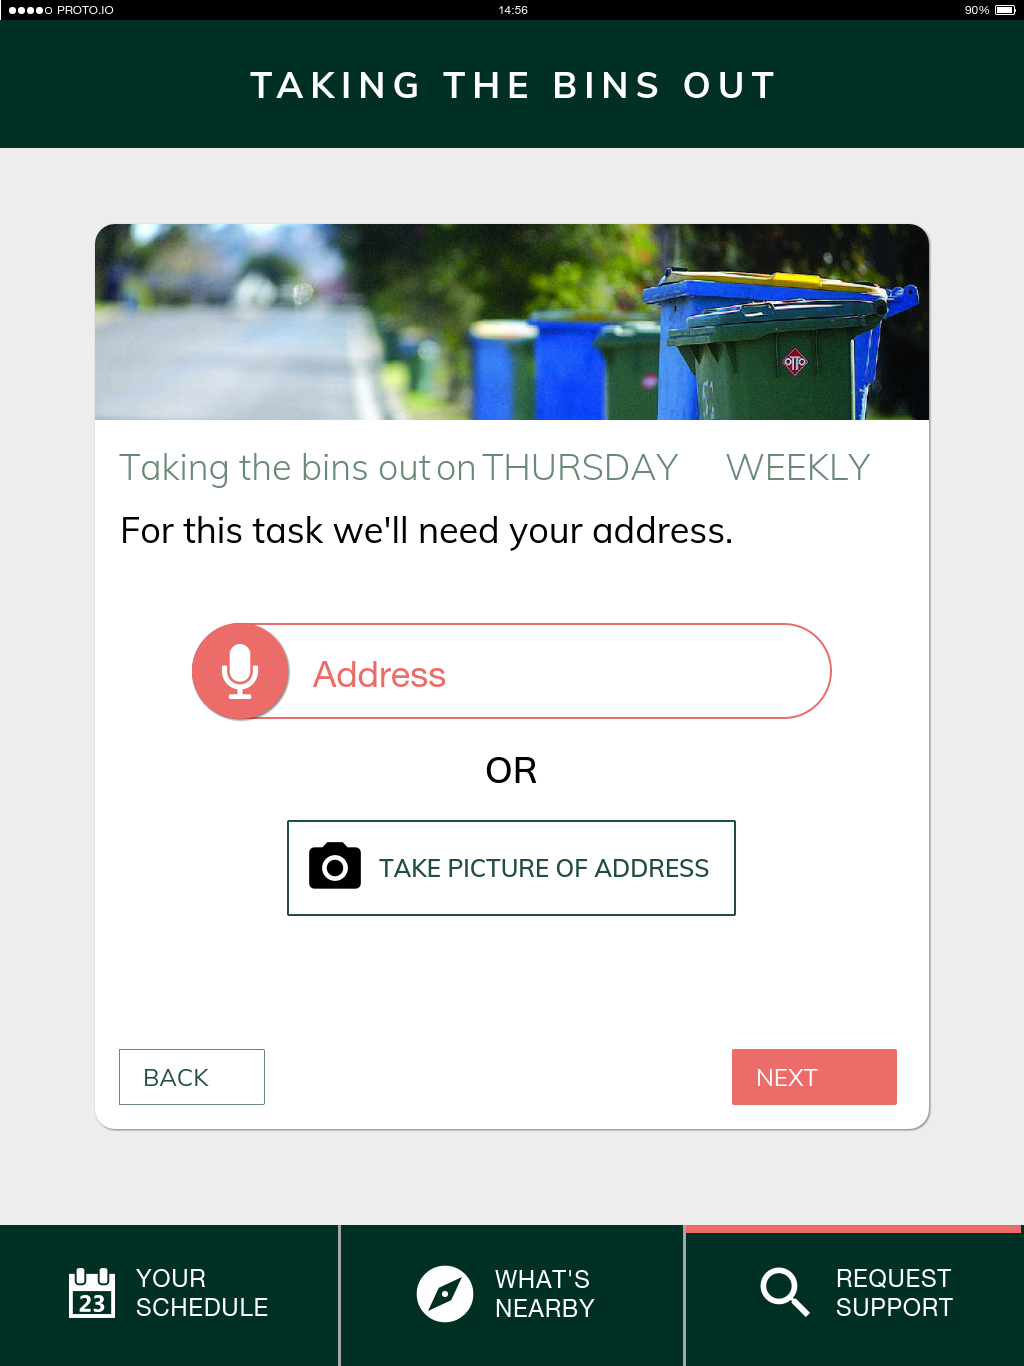 PROTO.IO 14:56 90%
TAKING THE BINS OUT
OTTO
Taking the bins out on THURSDAY WEEKLY
For this task we'll need your address.
Address
OR
TAKE PICTURE OF ADDRESS
BACK NEXT
23
YOUR
SCHEDULE
WHAT'S
NEARBY
REQUEST
SUPPORT